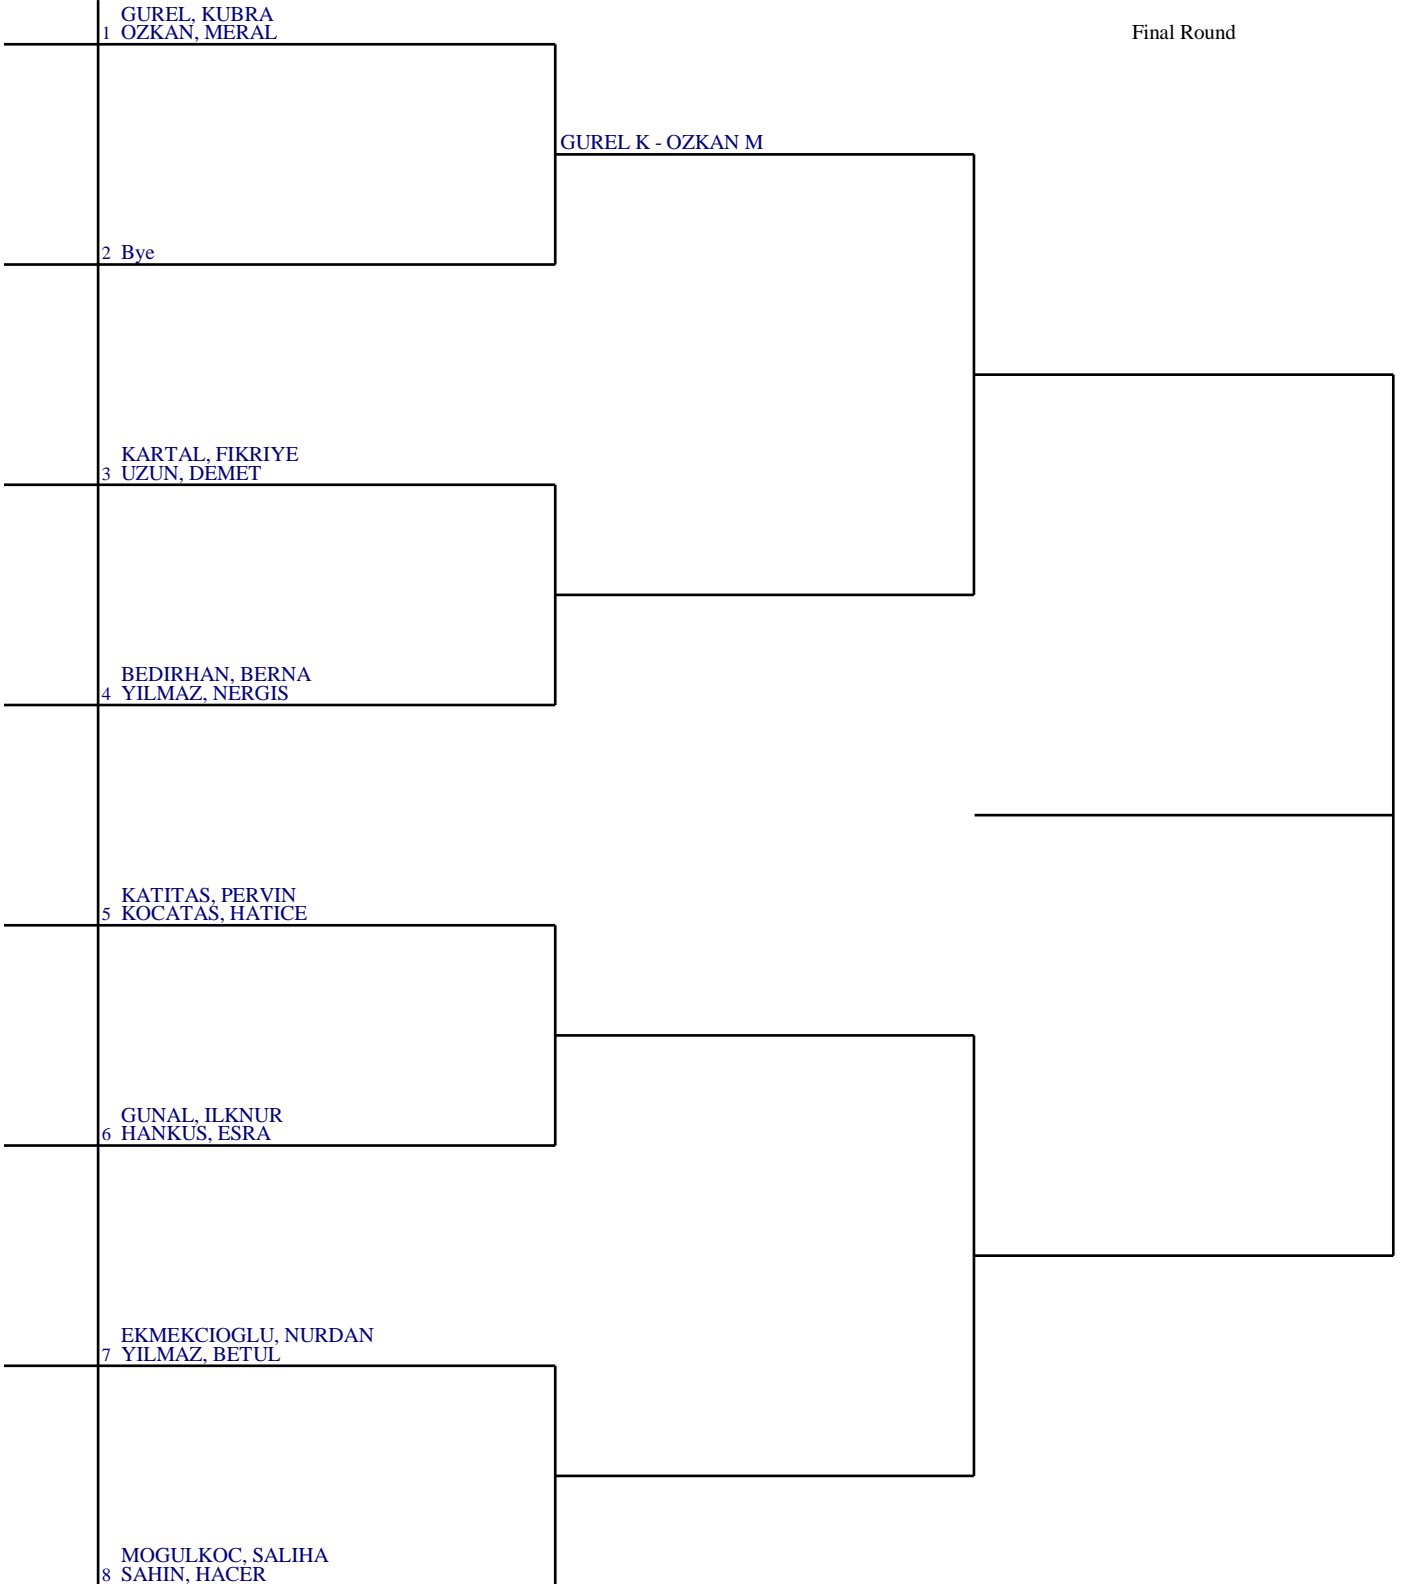 GUREL, KUBRA
1 OZKAN, MERAL
Final Round
GUREL K - OZKAN M
2 Bye
KARTAL, FIKRIYE
3 UZUN, DEMET
BEDIRHAN, BERNA
4 YILMAZ, NERGIS
KATITAS, PERVIN
5 KOCATAS, HATICE
GUNAL, ILKNUR
6 HANKUS, ESRA
EKMEKCIOGLU, NURDAN
7 YILMAZ, BETUL
MOGULKOC, SALIHA
8 SAHIN, HACER